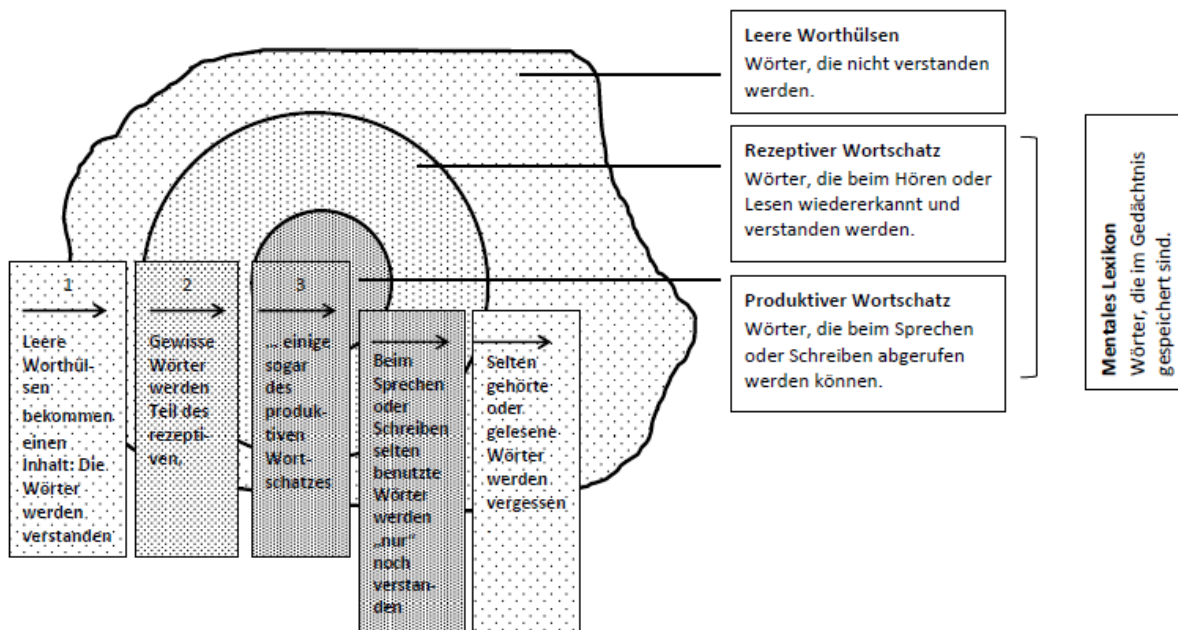 Leere Worthülsen
Wörter, die nicht verstanden
werden.
Rezeptiver Wortschatz
Wörter, die beim Hören oder
Lesen wiedererkannt und
verstanden werden.
Produktiver Wortschatz
Wörter, die beim Sprechen
oder Schreiben abgerufen
werden können.
Mentales Lexikon
Wörter, die im Gedächtnis
gespeichert sind.
1
Leere
Worthül-
sen
bekommen
einen
Inhalt: Die
Wörter
werden
verstanden
2
Gewisse
Wörter
werden
Teil des
rezepti-
ven,
3
... einige
sogar
des
produk-
tiven
Wort-
schatzes
Beim
Sprechen
oder
Schreiben
selten
benutzte
Wörter
werden
„nur“
noch
verstan-
den
Selten
gehörte
oder
gelesene
Wörter
werden
vergessen